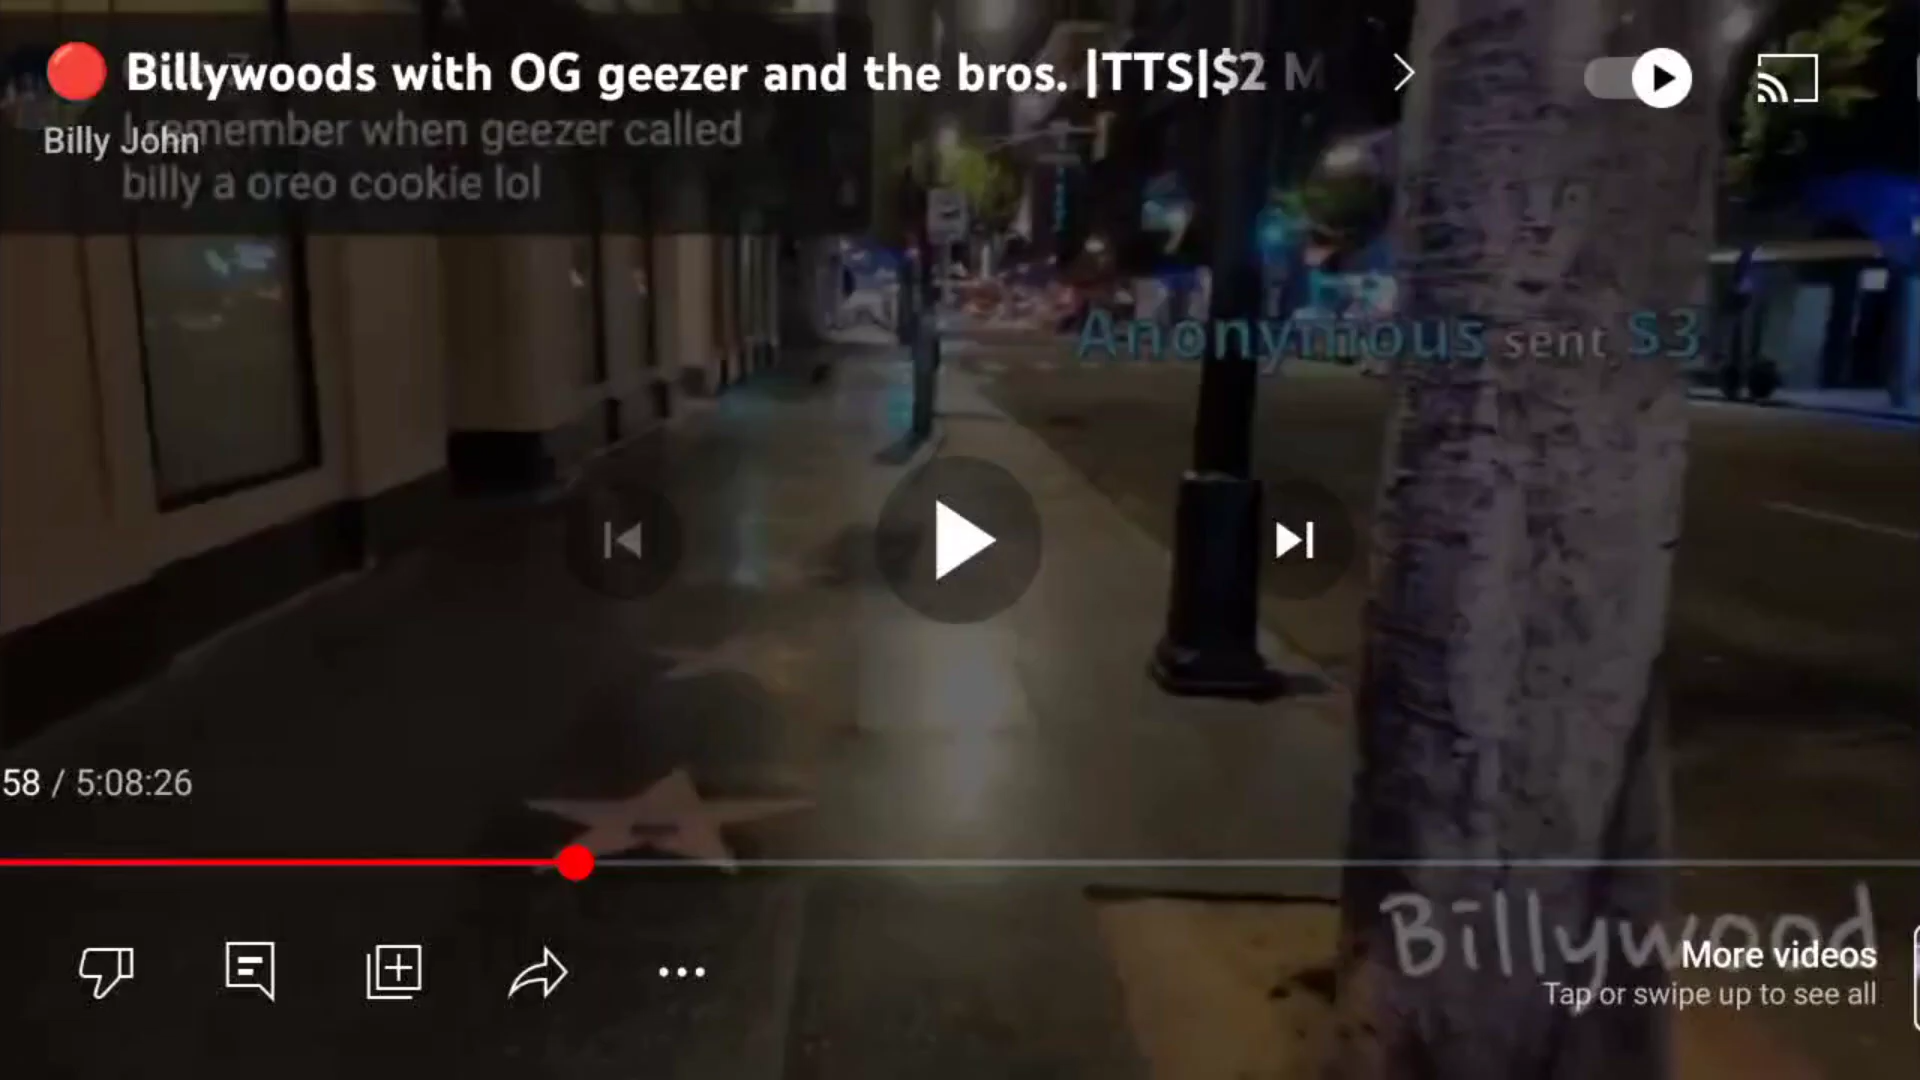 🔴 Billywoods with OG geezer and the bros. |TTS|$2 M
Billy John
I remember when geezer called
billy a oreo cookie lol
Anonymous sent $3
58 / 5:08:26
Billywood
More videos
Tap or swipe up to see all